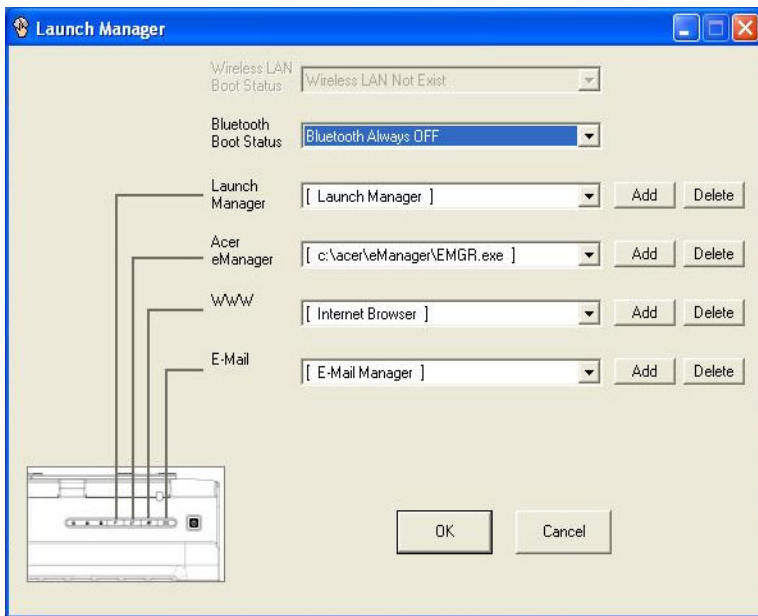 Launch Manager
Wireless LAN
Boot Status
Wireless LAN Not Exist
Bluetooth
Boot Status
Bluetooth Always OFF
Launch
Manager
[ Launch Manager ]
Add
Delete
Acer
eManager
[ c:\acer\eManager\EMGR.exe ]
Add
Delete
WWW
[ Internet Browser ]
Add
Delete
E-Mail
[ E-Mail Manager ]
Add
Delete
OK
Cancel